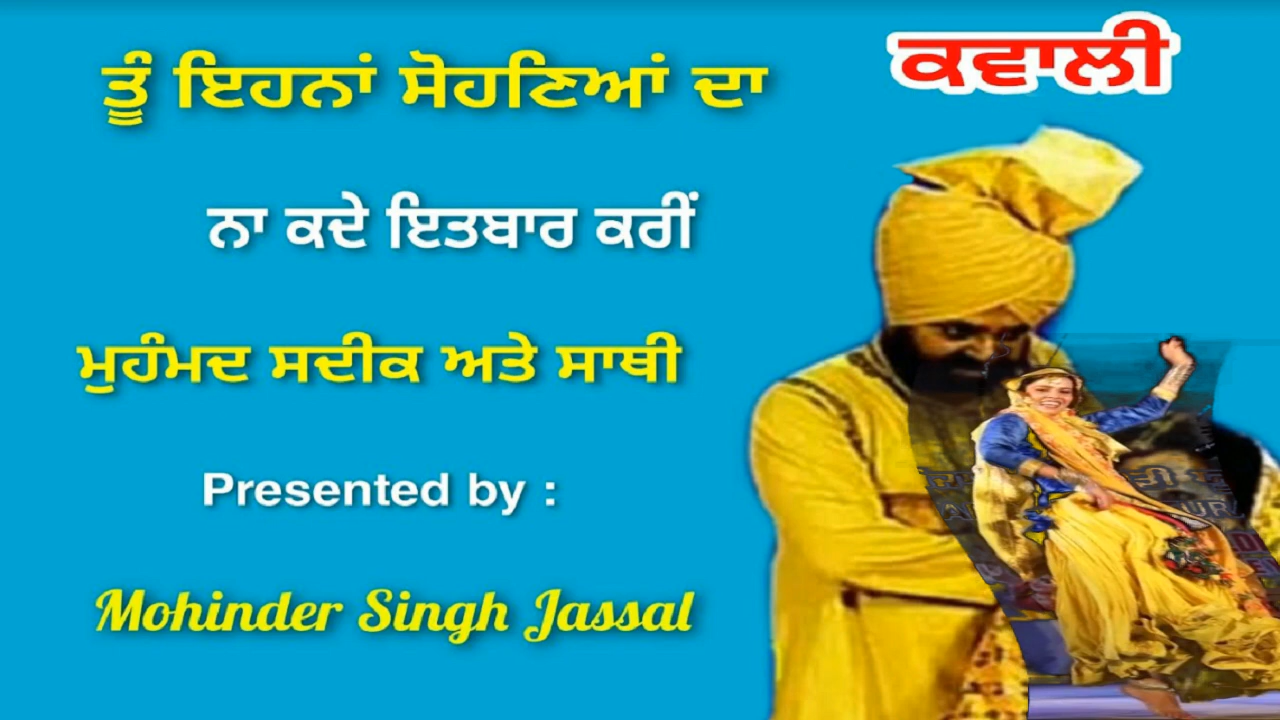 ਕਵਾਲੀ
ਤੂੰ ਇਹਨਾਂ ਸੋਹਣਿਆਂ ਦਾ
ਨਾ ਕਦੇ ਇਤਬਾਰ ਕਰੀਂ
ਮੁਹੰਮਦ ਸਦੀਕ ਅਤੇ ਸਾਥੀ
Presented by :
Mohinder Singh Jassal